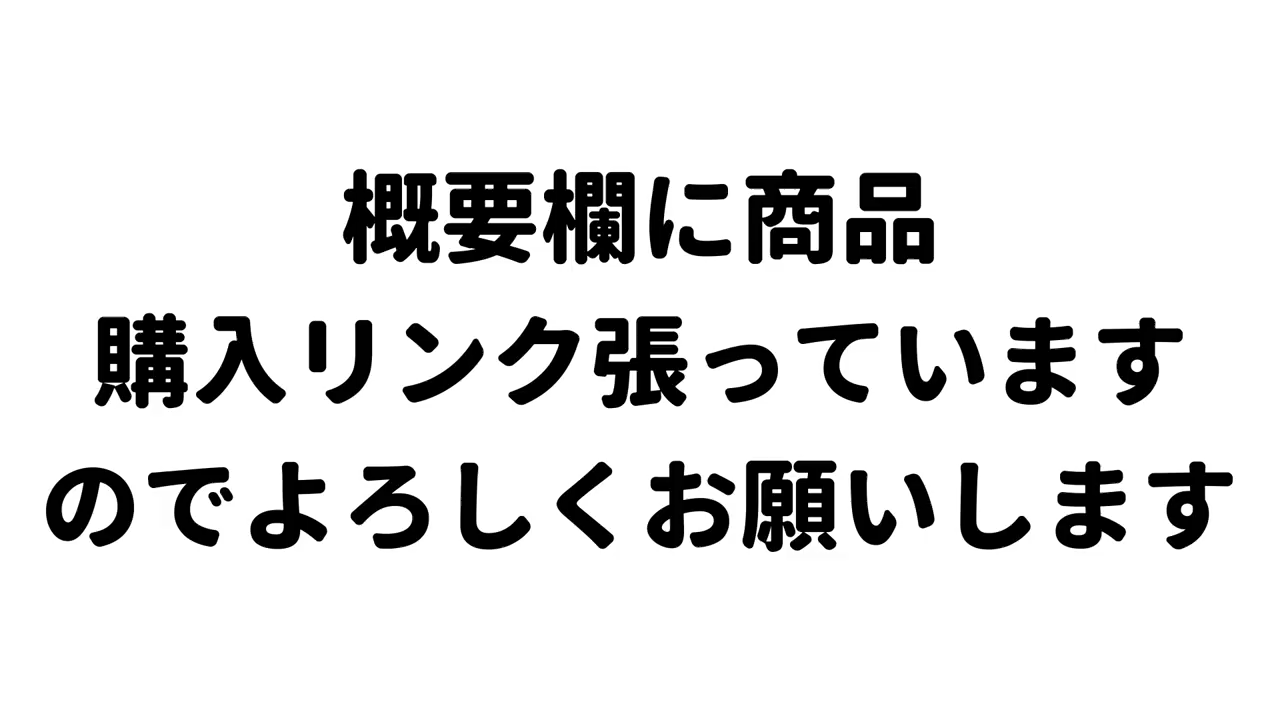 概要欄に商品
購入リンク張っています
のでよろしくお願いします